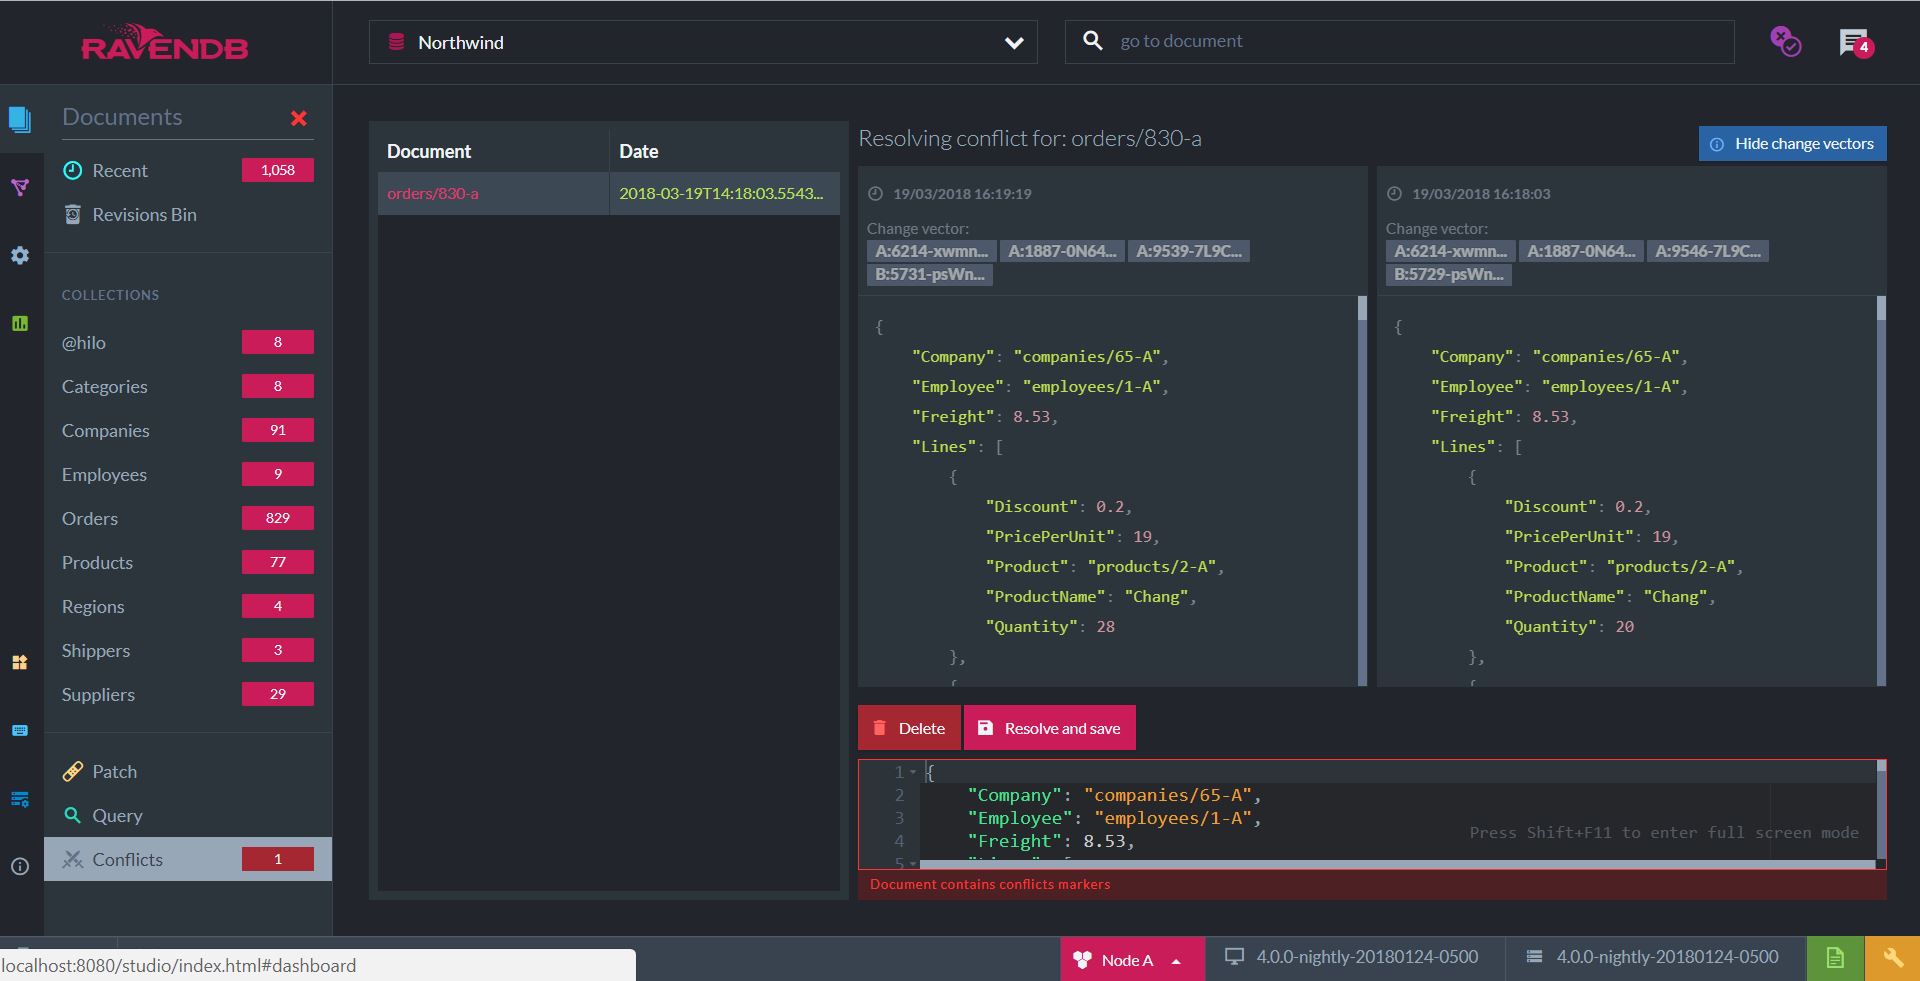 RAVENDB
Northwind
go to document
4
Documents
Recent 1,058
Revisions Bin
COLLECTIONS
@hilo 8
Categories 8
Companies 91
Employees 9
Orders 829
Products 77
Regions 4
Shippers 3
Suppliers 29
Patch
Query
Conflicts 1
Document Date
orders/830-a 2018-03-19T14:18:03.5543...
Resolving conflict for: orders/830-a
Hide change vectors
19/03/2018 16:19:19
Change vector:
A:6214-xwmn... A:1887-0N64... A:9539-7L9C...
B:5731-psWn...
{
"Company": "companies/65-A",
"Employee": "employees/1-A",
"Freight": 8.53,
"Lines": [
{
"Discount": 0.2,
"PricePerUnit": 19,
"Product": "products/2-A",
"ProductName": "Chang",
"Quantity": 28
},
{
19/03/2018 16:18:03
Change vector:
A:6214-xwmn... A:1887-0N64... A:9546-7L9C...
B:5729-psWn...
{
"Company": "companies/65-A",
"Employee": "employees/1-A",
"Freight": 8.53,
"Lines": [
{
"Discount": 0.2,
"PricePerUnit": 19,
"Product": "products/2-A",
"ProductName": "Chang",
"Quantity": 20
},
{
Delete
Resolve and save
1 {
2 "Company": "companies/65-A",
3 "Employee": "employees/1-A",
4 "Freight": 8.53,
5
Press Shift+F11 to enter full screen mode
Document contains conflicts markers
localhost:8080/studio/index.html#dashboard
Node A
4.0.0-nightly-20180124-0500
4.0.0-nightly-20180124-0500